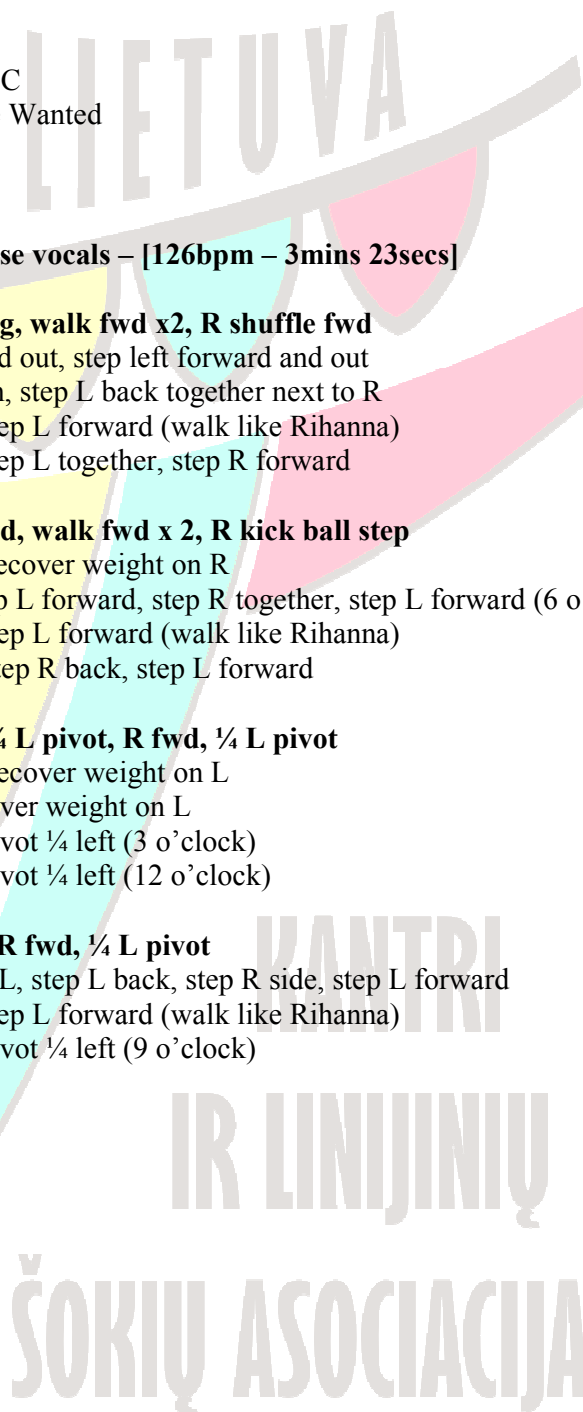 LIETUVA
C
Wanted
se vocals – [126bpm – 3mins 23secs]
g, walk fwd x2, R shuffle fwd
d out, step left forward and out
, step L back together next to R
ep L forward (walk like Rihanna)
ep L together, step R forward
d, walk fwd x 2, R kick ball step
ecover weight on R
p L forward, step R together, step L forward (6 o
ep L forward (walk like Rihanna)
tep R back, step L forward
¼ L pivot, R fwd, ¼ L pivot
ecover weight on L
ver weight on L
vot ¼ left (3 o’clock)
vot ¼ left (12 o’clock)
R fwd, ¼ L pivot
L, step L back, step R side, step L forward
ep L forward (walk like Rihanna)
vot ¼ left (9 o’clock)
KANTRI
IR LINIJINIŲ
ŠOKIŲ ASOCIACIJA